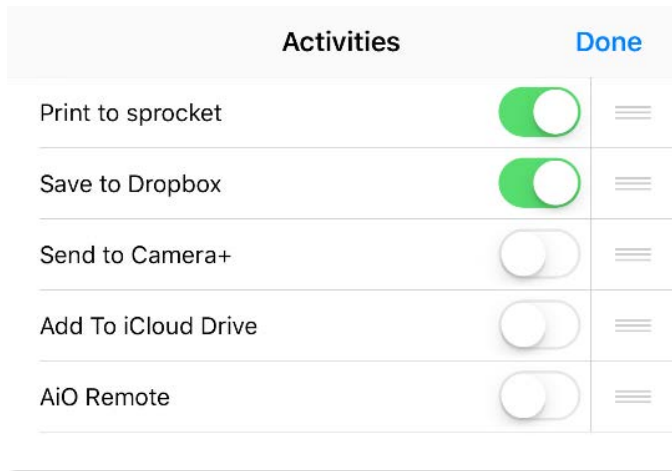 Activities
Done
Print to sprocket
Save to Dropbox
Send to Camera+
Add To iCloud Drive
AiO Remote